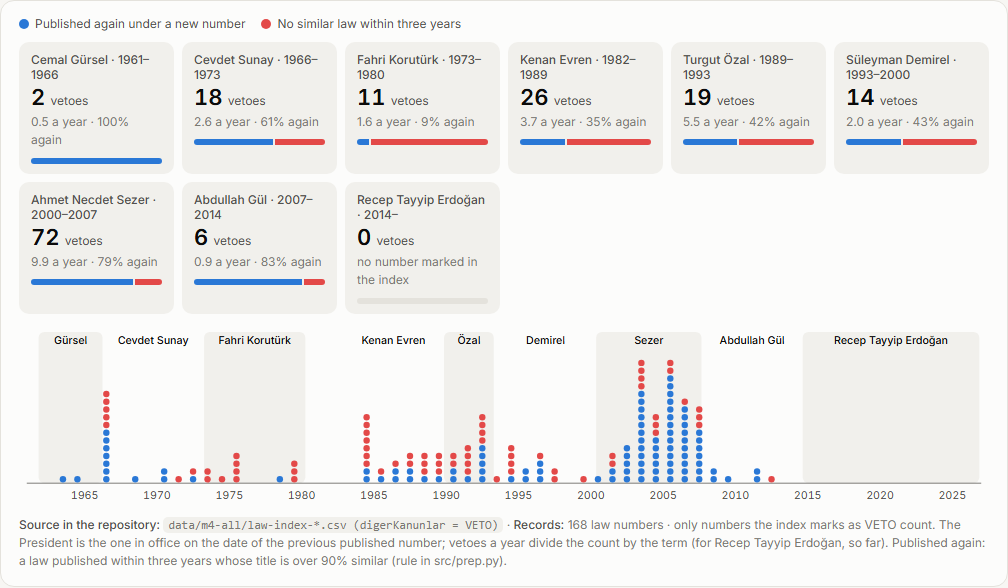 Published again under a new number
No similar law within three years
Cemal Gürsel · 1961–
1966
2 vetoes
0.5 a year · 100%
again
Cevdet Sunay · 1966–
1973
18 vetoes
2.6 a year · 61% again
Fahri Korutürk · 1973–
1980
11 vetoes
1.6 a year · 9% again
Kenan Evren · 1982–
1989
26 vetoes
3.7 a year · 35% again
Turgut Özal · 1989–
1993
19 vetoes
5.5 a year · 42% again
Süleyman Demirel ·
1993–2000
14 vetoes
2.0 a year · 43% again
Ahmet Necdet Sezer ·
2000–2007
72 vetoes
9.9 a year · 79% again
Abdullah Gül · 2007–
2014
6 vetoes
0.9 a year · 83% again
Recep Tayyip Erdoğan
· 2014–
0 vetoes
no number marked in
the index
Gürsel
Cevdet Sunay
Fahri Korutürk
Kenan Evren
Özal
Demirel
Sezer
Abdullah Gül
Recep Tayyip Erdoğan
1965
1970
1975
1980
1985
1990
1995
2000
2005
2010
2015
2020
2025
Source in the repository: data/m4-all/law-index-*.csv (digerKanunlar = VETO) · Records: 168 law numbers · only numbers the index marks as VETO count. The
President is the one in office on the date of the previous published number; vetoes a year divide the count by the term (for Recep Tayyip Erdoğan, so far). Published again:
a law published within three years whose title is over 90% similar (rule in src/prep.py).